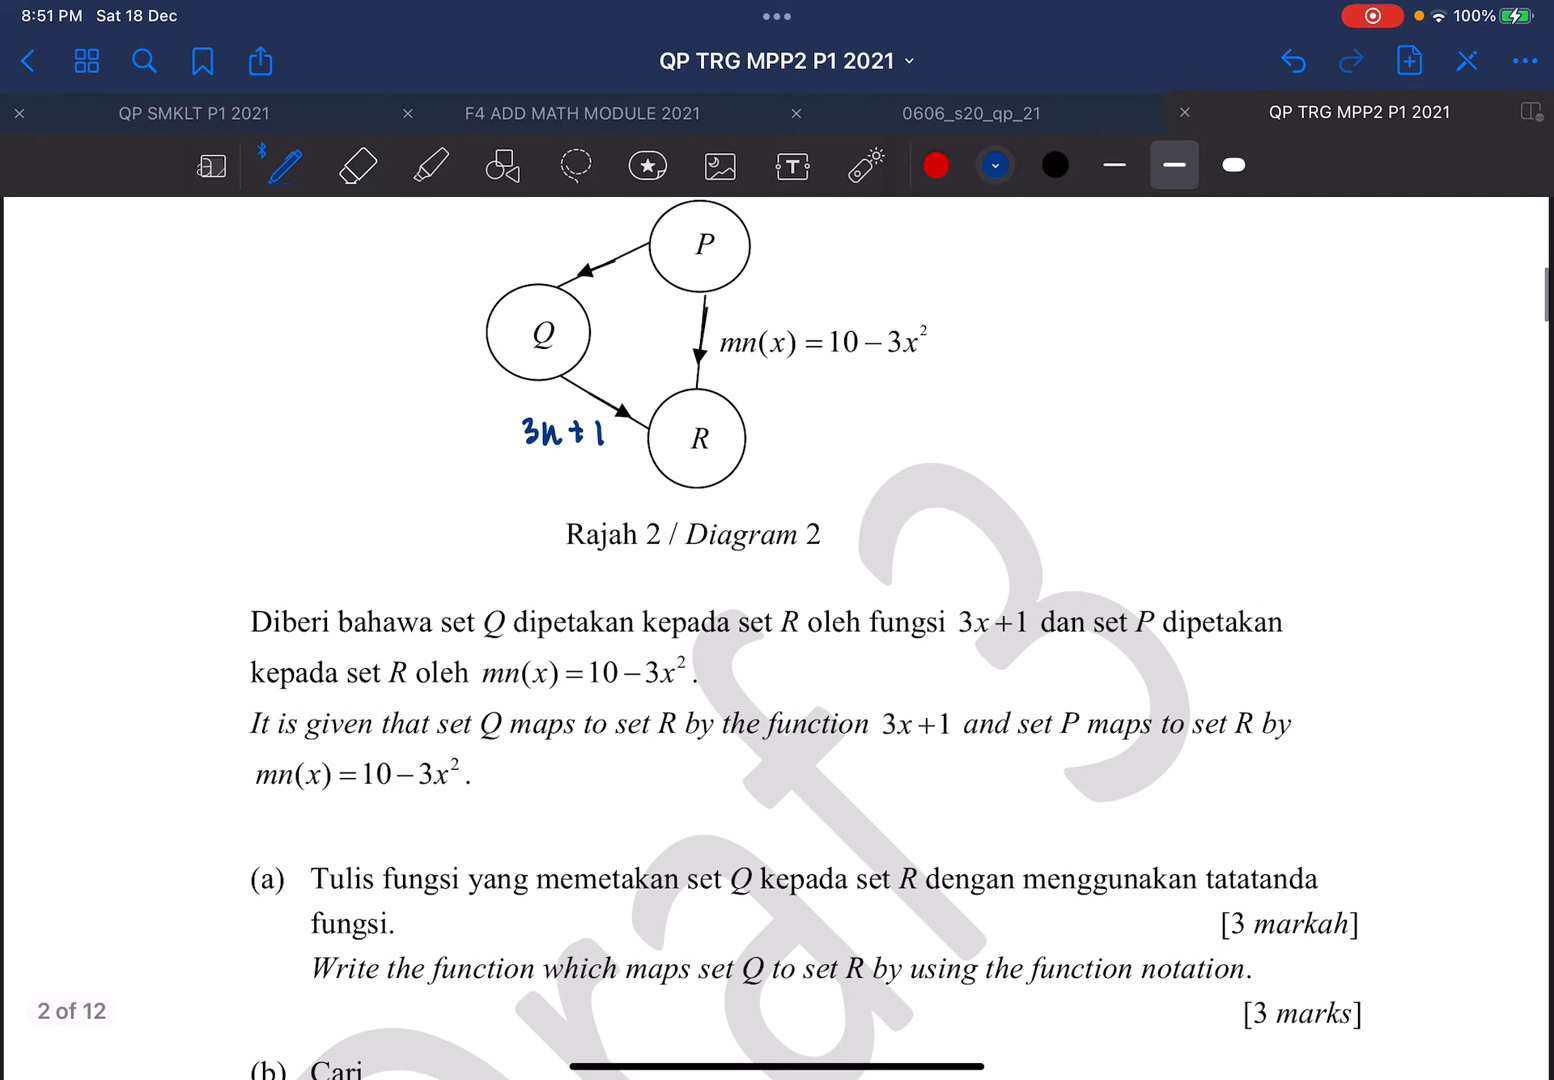 8:51 PM Sat 18 Dec
100%
QP TRG MPP2 P1 2021
QP SMKLT P1 2021
F4 ADD MATH MODULE 2021
0606_s20_qp_21
QP TRG MPP2 P1 2021
T
P
Q
mn(x) = 10 – 3x²
3x + 1
R
Rajah 2 / Diagram 2
Diberi bahawa set Q dipetakan kepada set R oleh fungsi 3x+1 dan set P dipetakan
kepada set R oleh mn(x) = 10 – 3x².
It is given that set Q maps to set R by the function 3x+1 and set P maps to set R by
mn(x) = 10 – 3x².
(a) Tulis fungsi yang memetakan set Q kepada set R dengan menggunakan tatatanda
fungsi. [3 markah]
Write the function which maps set Q to set R by using the function notation.
[3 marks]
2 of 12
(b) Cari
Draf 3